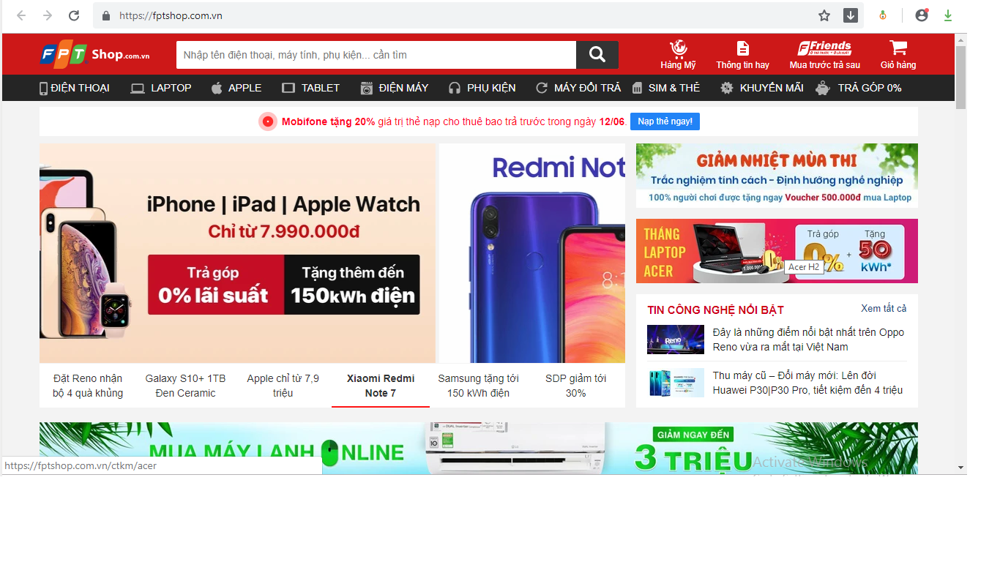 https://fptshop.com.vn
FPT Shop.com.vn
Nhập tên điện thoại, máy tính, phụ kiện... cần tìm
Hàng Mỹ
Thông tin hay
F.Friends
Mua trước trả sau
Giỏ hàng
ĐIỆN THOẠI
LAPTOP
APPLE
TABLET
ĐIỆN MÁY
PHỤ KIỆN
MÁY ĐỔI TRẢ
SIM & THẺ
KHUYẾN MÃI
TRẢ GÓP 0%
Mobifone tặng 20% giá trị thẻ nạp cho thuê bao trả trước trong ngày 12/06. Nạp thẻ ngay!
iPhone | iPad | Apple Watch
Chỉ từ 7.990.000đ
Trả góp
0% lãi suất
Tặng thêm đến
150kWh điện
Redmi Not
8:1
GIẢM NHIỆT MÙA THI
Trắc nghiệm tính cách - Định hướng nghề nghiệp
100% người chơi được tặng ngay Voucher 500.000đ mua Laptop
THÁNG
LAPTOP
ACER
1.000.000đ
Trả góp
0%
+
Tặng
50
kWh*
Acer H2
TIN CÔNG NGHỆ NỔI BẬT
Xem tất cả
Reno
Đây là những điểm nổi bật nhất trên Oppo
Reno vừa ra mắt tại Việt Nam
Thu máy cũ – Đổi máy mới: Lên đời
Huawei P30|P30 Pro, tiết kiệm đến 4 triệu
Đặt Reno nhận
bộ 4 quà khủng
Galaxy S10+ 1TB
Đen Ceramic
Apple chỉ từ 7,9
triệu
Xiaomi Redmi
Note 7
Samsung tặng tới
150 kWh điện
SDP giảm tới
30%
MUA MÁY LẠNH ONLINE
DUAL Inverter
10
LG
GIẢM NGAY ĐẾN
3 TRIỆU
Activate Windows
https://fptshop.com.vn/ctkm/acer